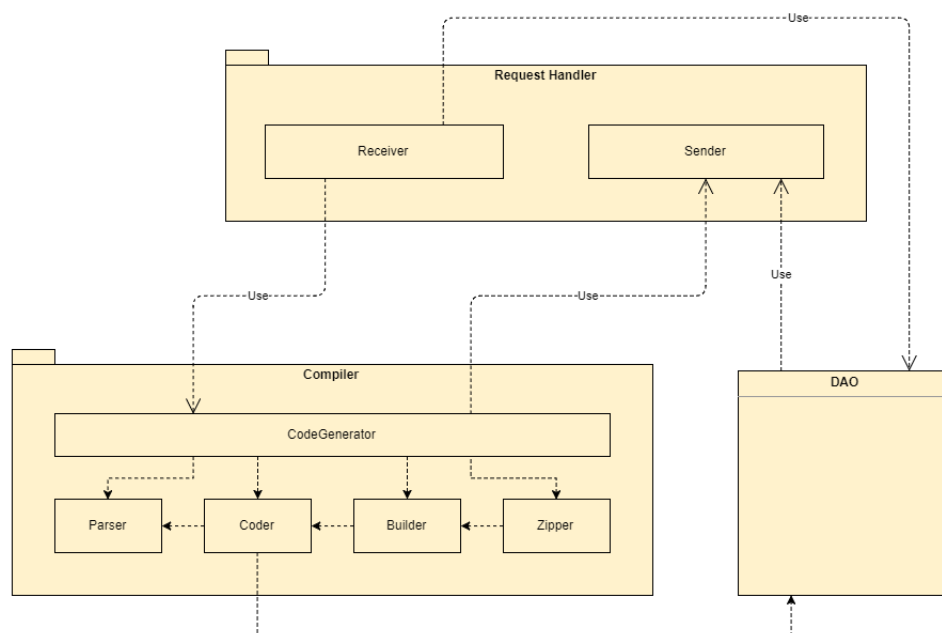 Use
Request Handler
Receiver
Sender
Use
Use
Use
Compiler
DAO
CodeGenerator
Parser
Coder
Builder
Zipper